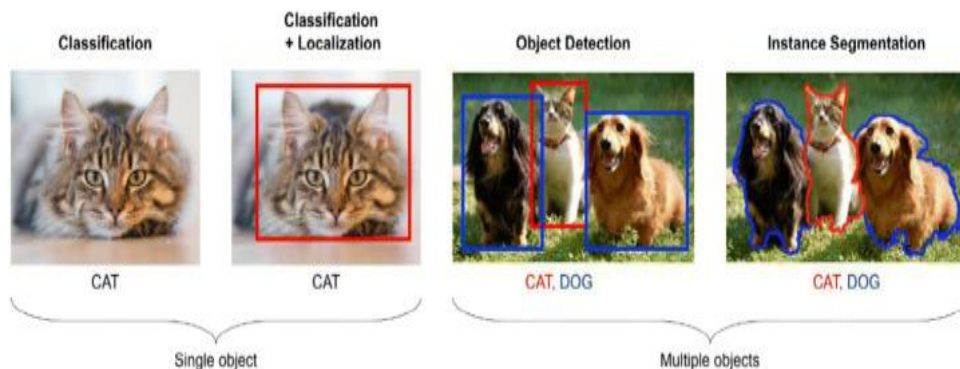 Classification
Classification
+ Localization
Object Detection
Instance Segmentation
CAT
CAT
CAT, DOG
CAT, DOG
Single object
Multiple objects